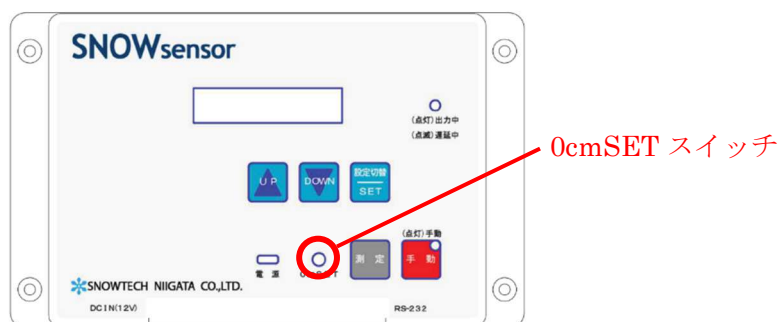 SNOWsensor
(点灯)出力中
(点滅)遅延中
0cmSET スイッチ
UP
DOWN
設定切替
SET
(点灯)手動
電源
測定
手動
SNOWTECH NIIGATA CO.,LTD.
DC IN(12V)
RS-232